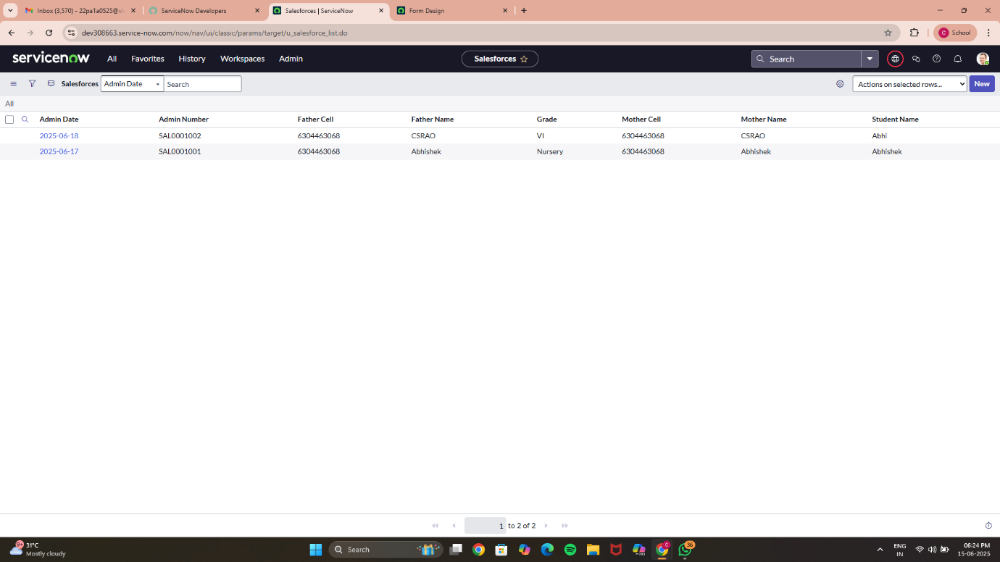 Inbox (3,570) - 22pa1a0525@vi
ServiceNow Developers
Salesforces | ServiceNow
Form Design
dev308663.service-now.com/now/nav/ui/classic/params/target/u_salesforce_list.do
C School
servicenow All Favorites History Workspaces Admin
Salesforces
Search
Salesforces Admin Date Search
Actions on selected rows... New
All
Admin Date Admin Number Father Cell Father Name Grade Mother Cell Mother Name Student Name
2025-06-18 SAL0001002 6304463068 CSRAO VI 6304463068 CSRAO Abhi
2025-06-17 SAL0001001 6304463068 Abhishek Nursery 6304463068 Abhishek Abhishek
1 to 2 of 2
9+ 31°C
Mostly cloudy
Search
M365
C
36
ENG
IN
06:24 PM
15-06-2025